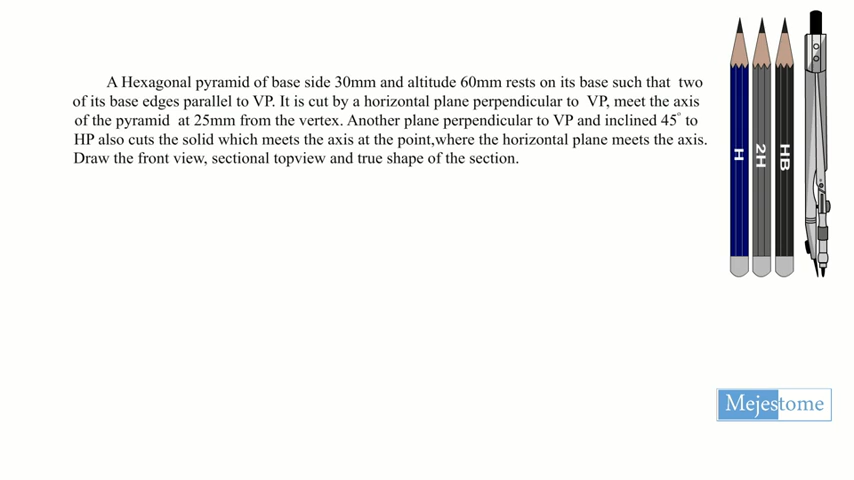 A Hexagonal pyramid of base side 30mm and altitude 60mm rests on its base such that two
of its base edges parallel to VP. It is cut by a horizontal plane perpendicular to VP, meet the axis
of the pyramid at 25mm from the vertex. Another plane perpendicular to VP and inclined 45° to
HP also cuts the solid which meets the axis at the point,where the horizontal plane meets the axis.
Draw the front view, sectional topview and true shape of the section.
H
2H
HB
Mejestome